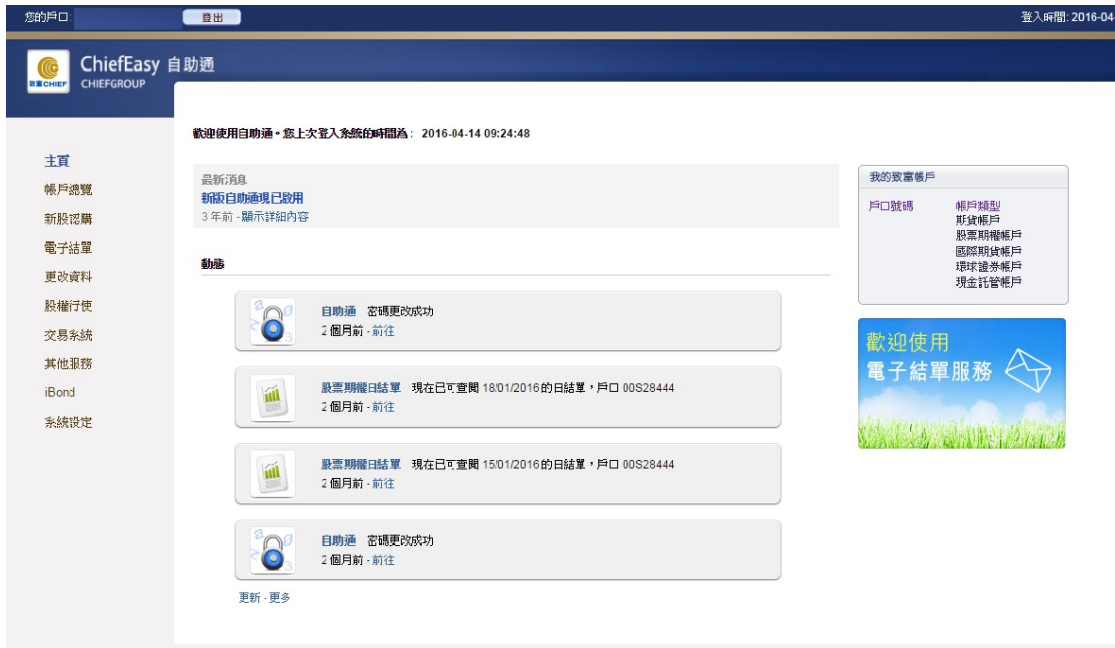 您的戶口:
登出
登入時間: 2016-04
致富CHIEF
ChiefEasy 自助通
CHIEFGROUP
歡迎使用自助通。您上次登入系統的時間為: 2016-04-14 09:24:48
主頁
帳戶總覽
新股認購
電子結單
更改資料
股權行使
交易系統
其他服務
iBond
系統設定
最新消息
新版自助通現已啟用
3 年前 - 顯示詳細內容
動態
自助通 密碼更改成功
2 個月前 - 前往
股票期權日結單 現在已可查閱 18/01/2016 的日結單，戶口 00S28444
2 個月前 - 前往
股票期權日結單 現在已可查閱 15/01/2016 的日結單，戶口 00S28444
2 個月前 - 前往
自助通 密碼更改成功
2 個月前 - 前往
更新 - 更多
我的致富帳戶
戶口號碼 帳戶類型
期貨帳戶
股票期權帳戶
國際期貨帳戶
環球證券帳戶
現金託管帳戶
歡迎使用
電子結單服務